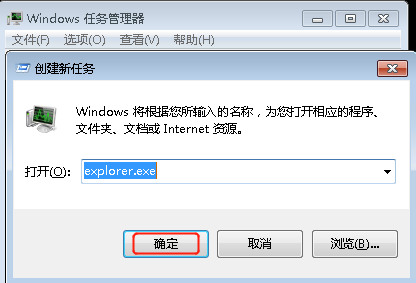 Windows 任务管理器
文件(F) 选项(O) 查看(V) 帮助(H)
创建新任务
Windows 将根据您所输入的名称，为您打开相应的程序、
文件夹、文档或 Internet 资源。
打开(O): explorer.exe
确定 取消 浏览(B)...